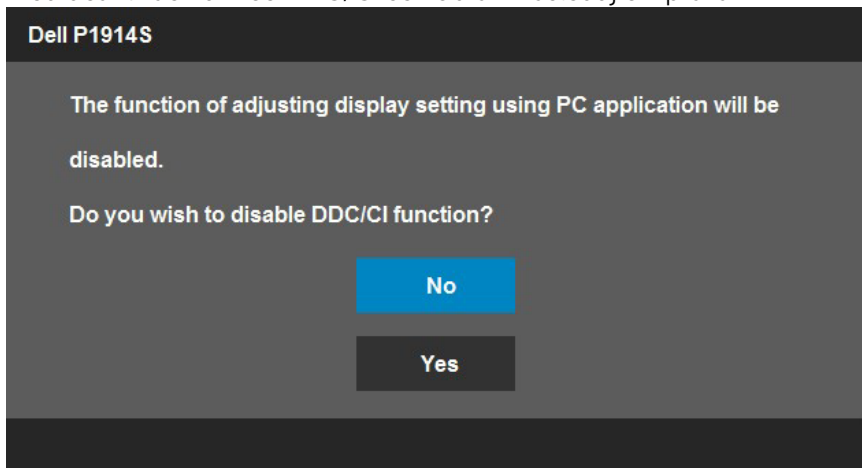 Dell P1914S
The function of adjusting display setting using PC application will be
disabled.
Do you wish to disable DDC/CI function?
No
Yes